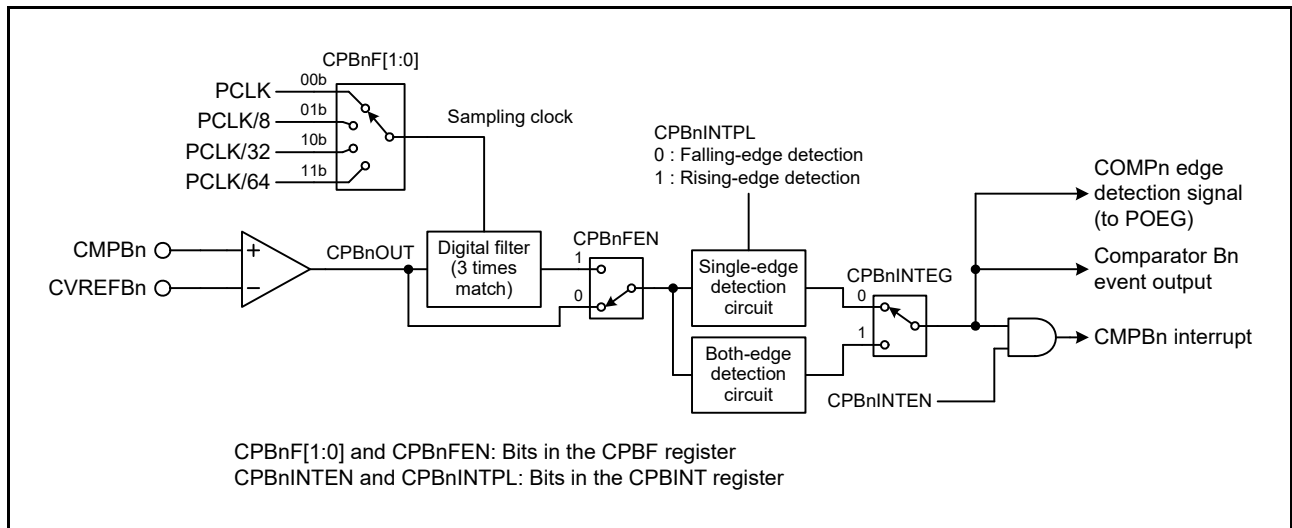 CPBnF[1:0]
PCLK
00b
PCLK/8
01b
PCLK/32
10b
PCLK/64
11b
Sampling clock
CPBnINTPL
0 : Falling-edge detection
1 : Rising-edge detection
COMPn edge
detection signal
(to POEG)
CMPBn
CVREFBn
+
−
CPBnOUT
Digital filter
(3 times
match)
CPBnFEN
1
0
Single-edge
detection
circuit
Both-edge
detection
circuit
CPBnINTEG
0
1
Comparator Bn
event output
CMPBn interrupt
CPBnINTEN
CPBnF[1:0] and CPBnFEN: Bits in the CPBF register
CPBnINTEN and CPBnINTPL: Bits in the CPBINT register